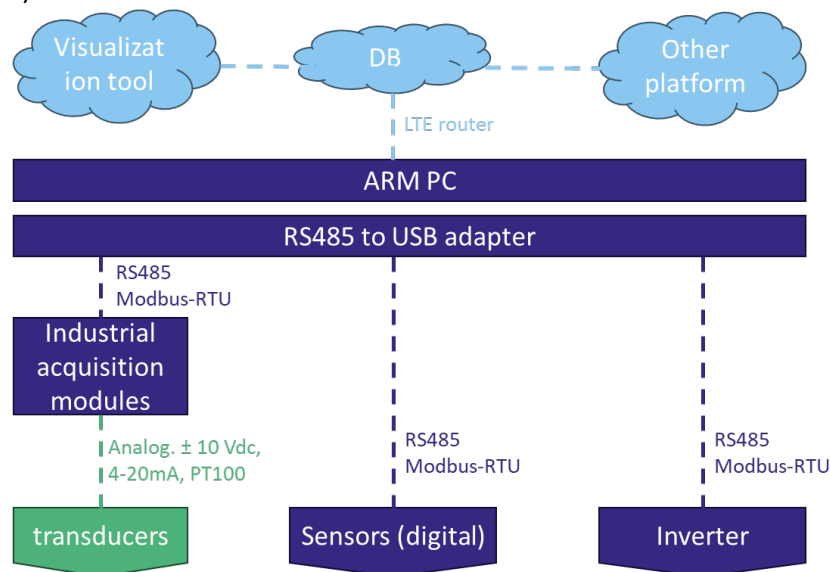 Visualizat
ion tool
DB
Other
platform
LTE router
ARM PC
RS485 to USB adapter
RS485
Modbus-RTU
Industrial
acquisition
modules
Analog. ± 10 Vdc,
4-20mA, PT100
RS485
Modbus-RTU
RS485
Modbus-RTU
transducers
Sensors (digital)
Inverter